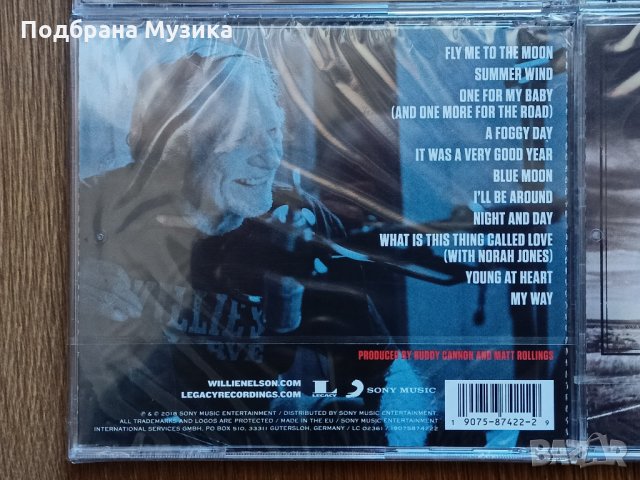 Подбрана Музика
FLY ME TO THE MOON
SUMMER WIND
ONE FOR MY BABY
(AND ONE MORE FOR THE ROAD)
A FOGGY DAY
IT WAS A VERY GOOD YEAR
BLUE MOON
I'LL BE AROUND
NIGHT AND DAY
WHAT IS THIS THING CALLED LOVE
(WITH NORAH JONES)
YOUNG AT HEART
MY WAY
WILLIE'S
PRODUCED BY BUDDY CANNON AND MATT ROLLINGS
WILLIENELSON.COM
LEGACYRECORDINGS.COM
LEGACY
SONY MUSIC
℗ & © 2018 SONY MUSIC ENTERTAINMENT / DISTRIBUTED BY SONY MUSIC ENTERTAINMENT.
ALL TRADEMARKS AND LOGOS ARE PROTECTED / MADE IN THE EU / SONY MUSIC ENTERTAINMENT
INTERNATIONAL SERVICES GMBH, PO BOX 510, 33311 GUTERSLOH, GERMANY / LC 02361 / 19075874222
1 90758-87422-2 9
BAZAR